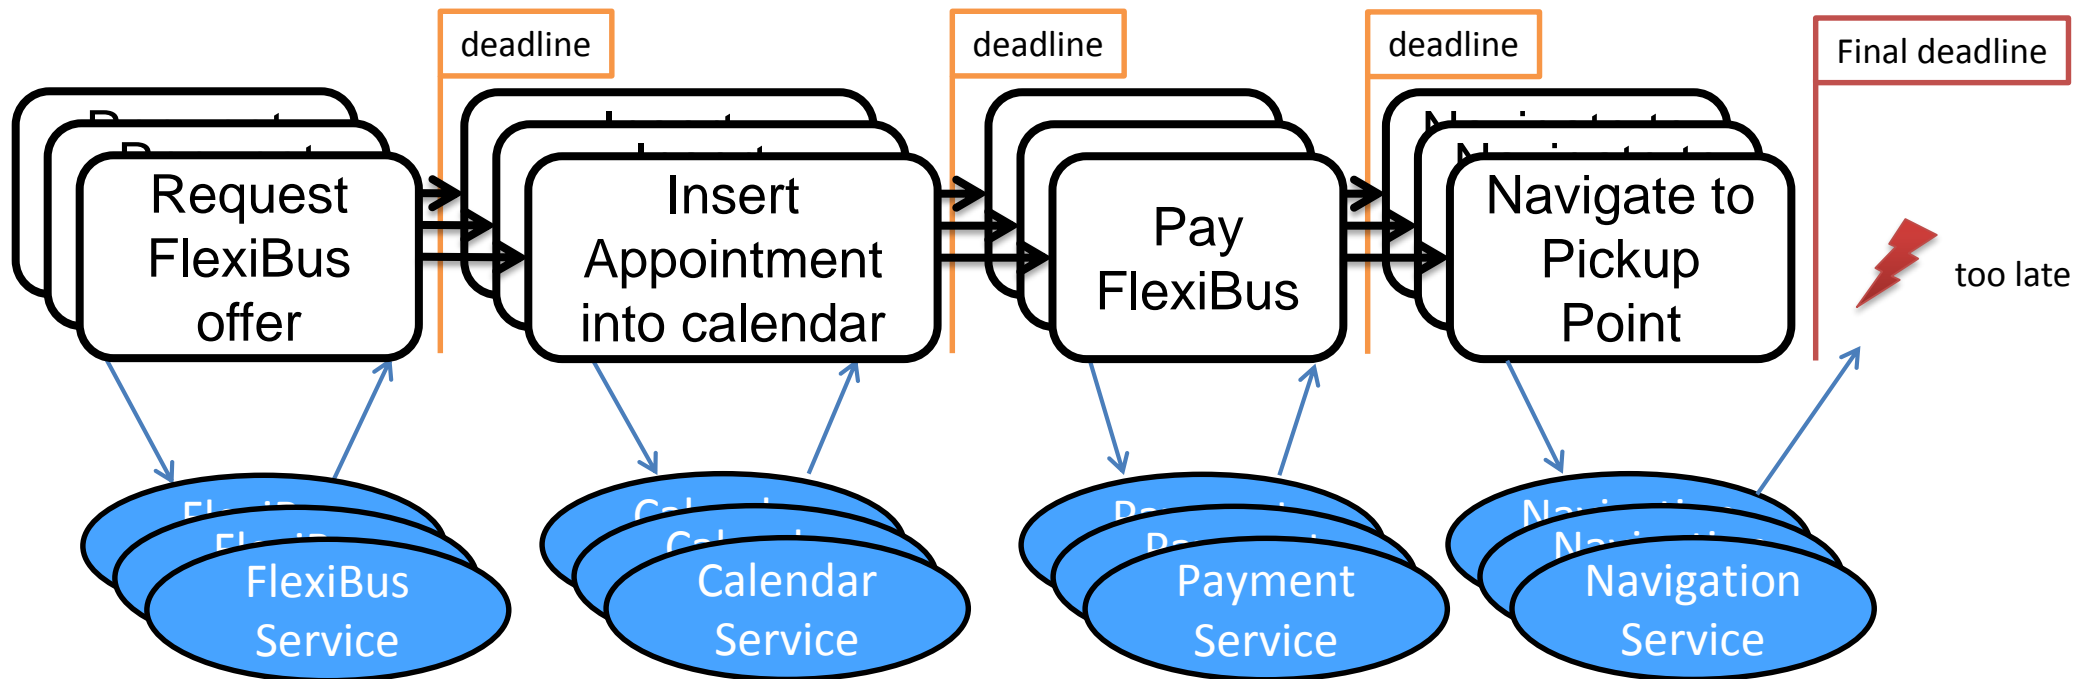 deadline
deadline
deadline
Final deadline
Request
FlexiBus
offer
Insert
Appointment
into calendar
Pay
FlexiBus
Navigate to
Pickup
Point
too late
FlexiBus
Service
Calendar
Service
Payment
Service
Navigation
Service